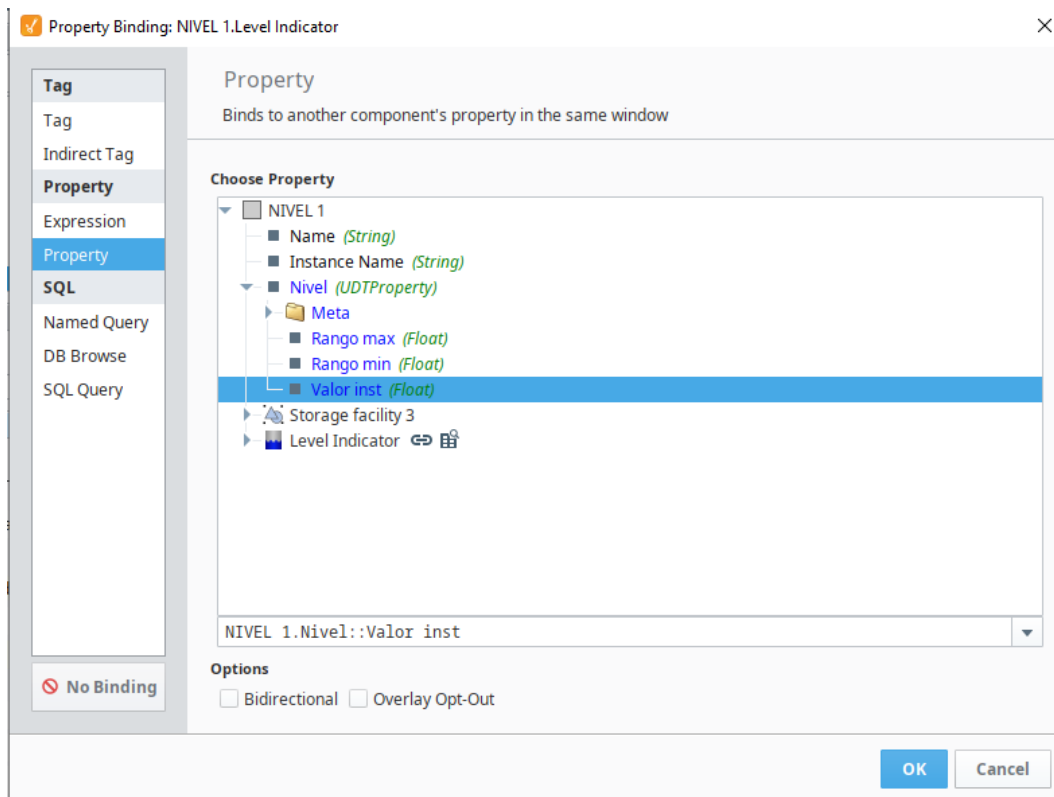 Property Binding: NIVEL 1.Level Indicator
Tag
Tag
Indirect Tag
Property
Expression
Property
SQL
Named Query
DB Browse
SQL Query
No Binding
Property
Binds to another component's property in the same window
Choose Property
NIVEL 1
Name (String)
Instance Name (String)
Nivel (UDTProperty)
Meta
Rango max (Float)
Rango min (Float)
Valor inst (Float)
Storage facility 3
Level Indicator
NIVEL 1.Nivel::Valor inst
Options
Bidirectional Overlay Opt-Out
OK Cancel